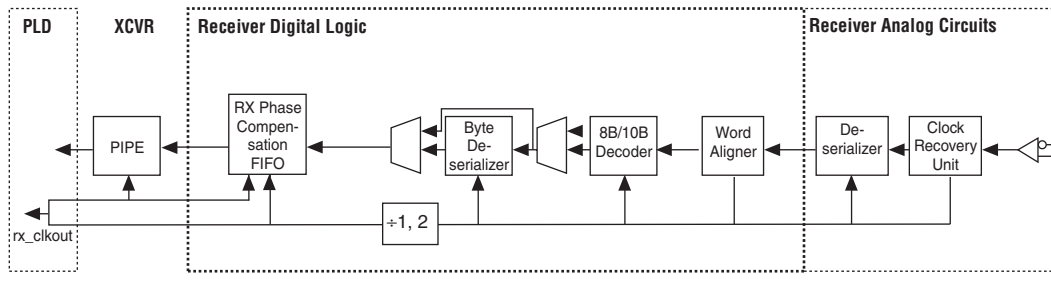 PLD
XCVR
Receiver Digital Logic
Receiver Analog Circuits
PIPE
RX Phase
Compen-
sation
FIFO
Byte
De-
serializer
8B/10B
Decoder
Word
Aligner
De-
serializer
Clock
Recovery
Unit
rx_clkout
÷1, 2